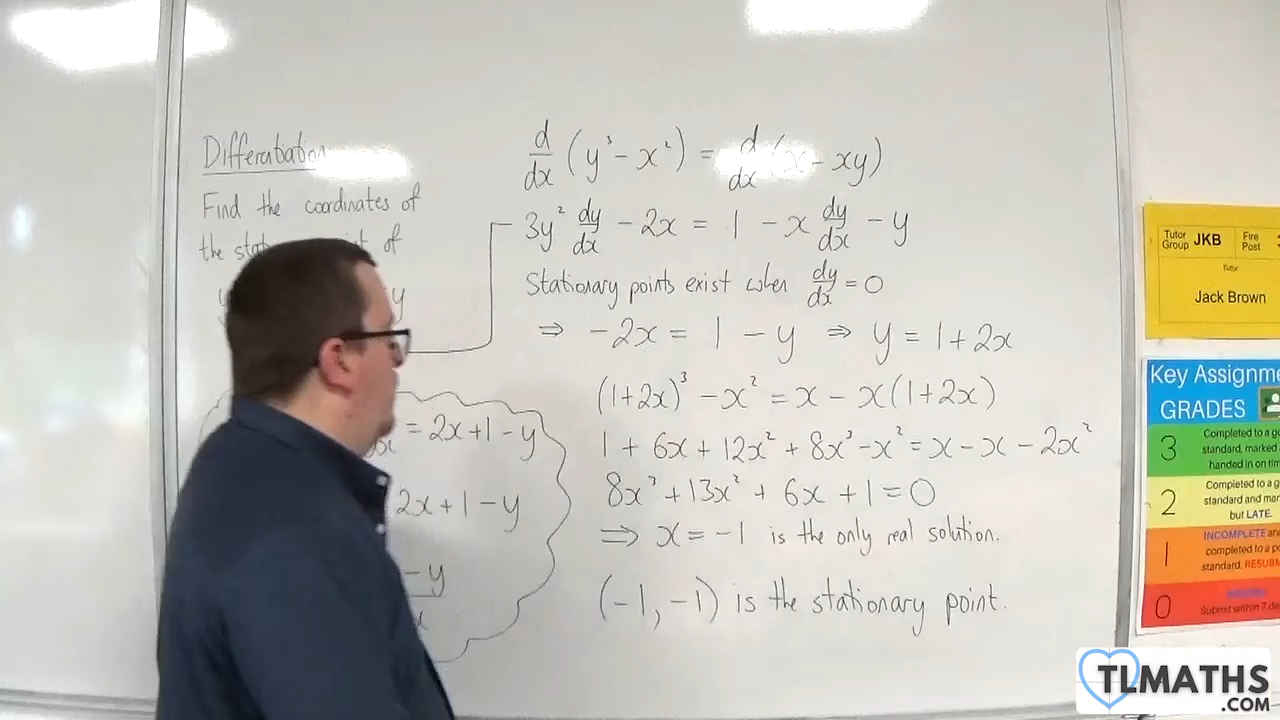 Differentiation
Find the coordinates of
the of
y
d/dx (y³ - x²) = d/dx (x - xy)
3y² dy/dx - 2x = 1 - x dy/dx - y
Stationary points exist when dy/dx = 0
⇒ -2x = 1 - y ⇒ y = 1 + 2x
(1+2x)³ - x² = x - x(1+2x)
1 + 6x + 12x² + 8x³ - x² = x - x - 2x²
8x³ + 13x² + 6x + 1 = 0
⇒ x = -1 is the only real solution.
(-1, -1) is the stationary point.
= 2x+1-y
2x+1-y
-y
Tutor Group JKB
Fire Post
Tutor
Jack Brown
Key Assignme
GRADES
3 Completed to a g
standard, marked
handed in on tim
2 Completed to a g
standard and mar
but LATE.
1 INCOMPLETE an
completed to a po
standard. RESUB
0
Submit within 7 da
TLMATHS
.COM